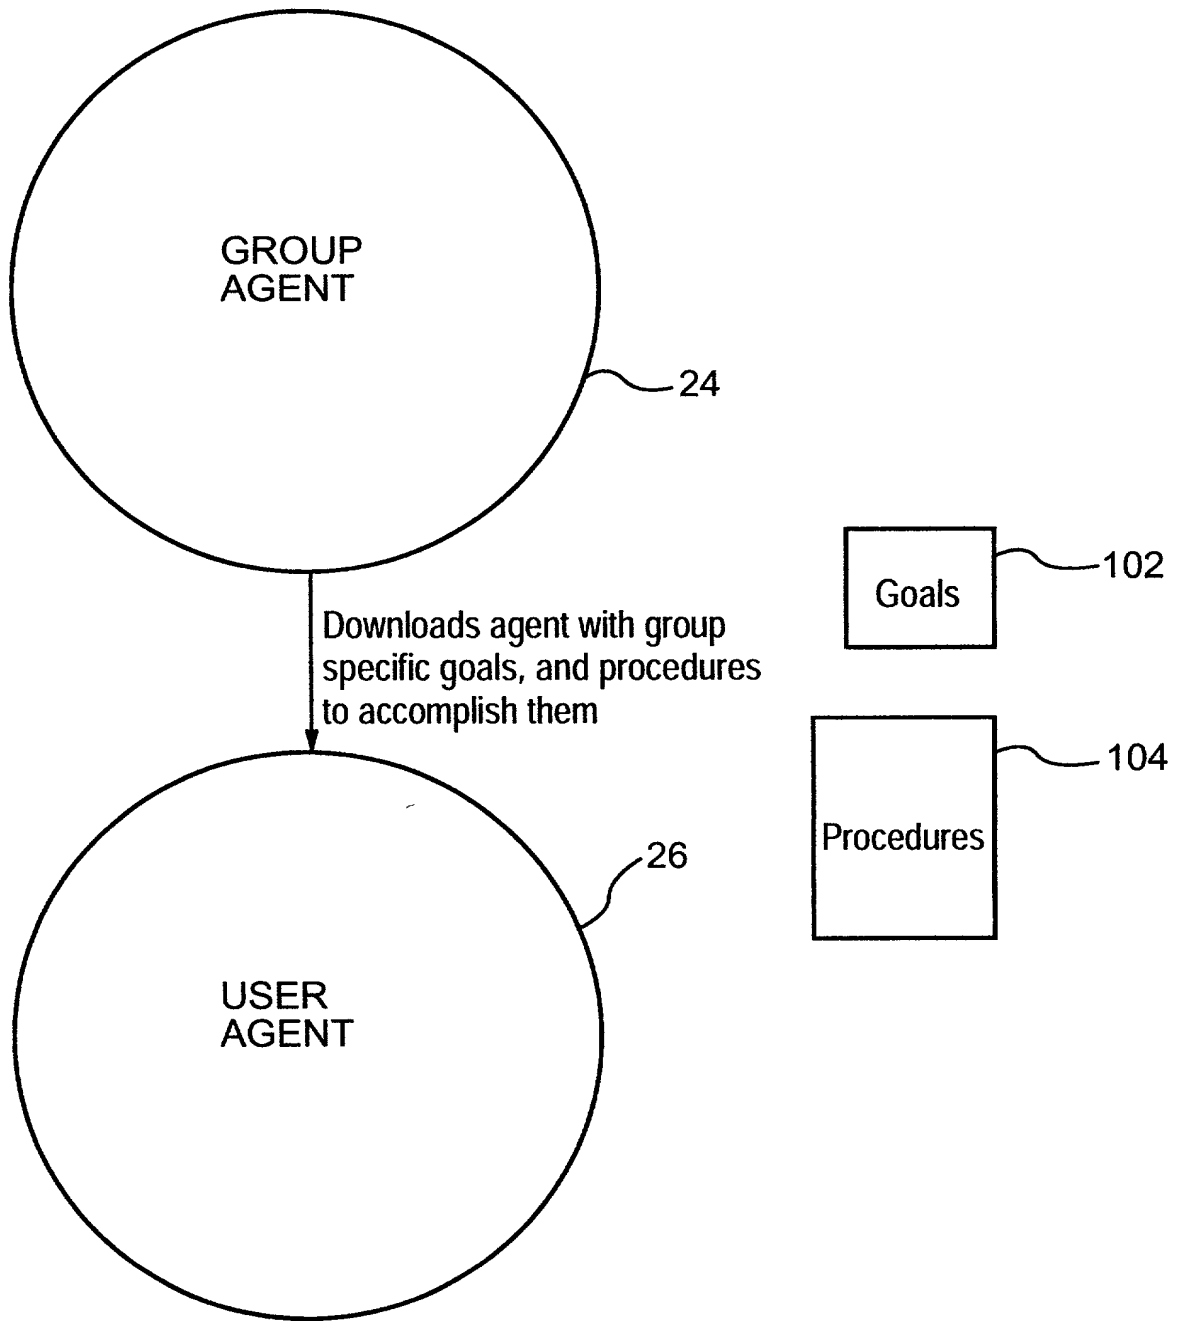 GROUP
AGENT
24
102
Goals
Downloads agent with group
specific goals, and procedures
to accomplish them
104
Procedures
26
USER
AGENT